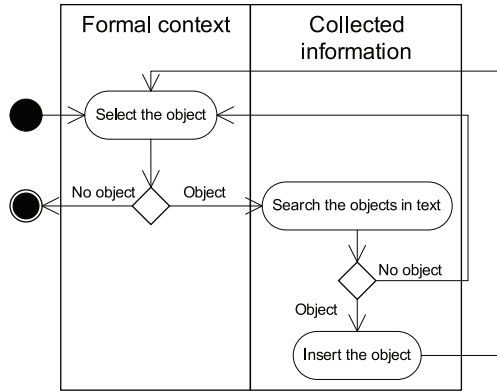 Formal context
Collected
information
Select the object
No object
Object
Search the objects in text
No object
Object
Insert the object